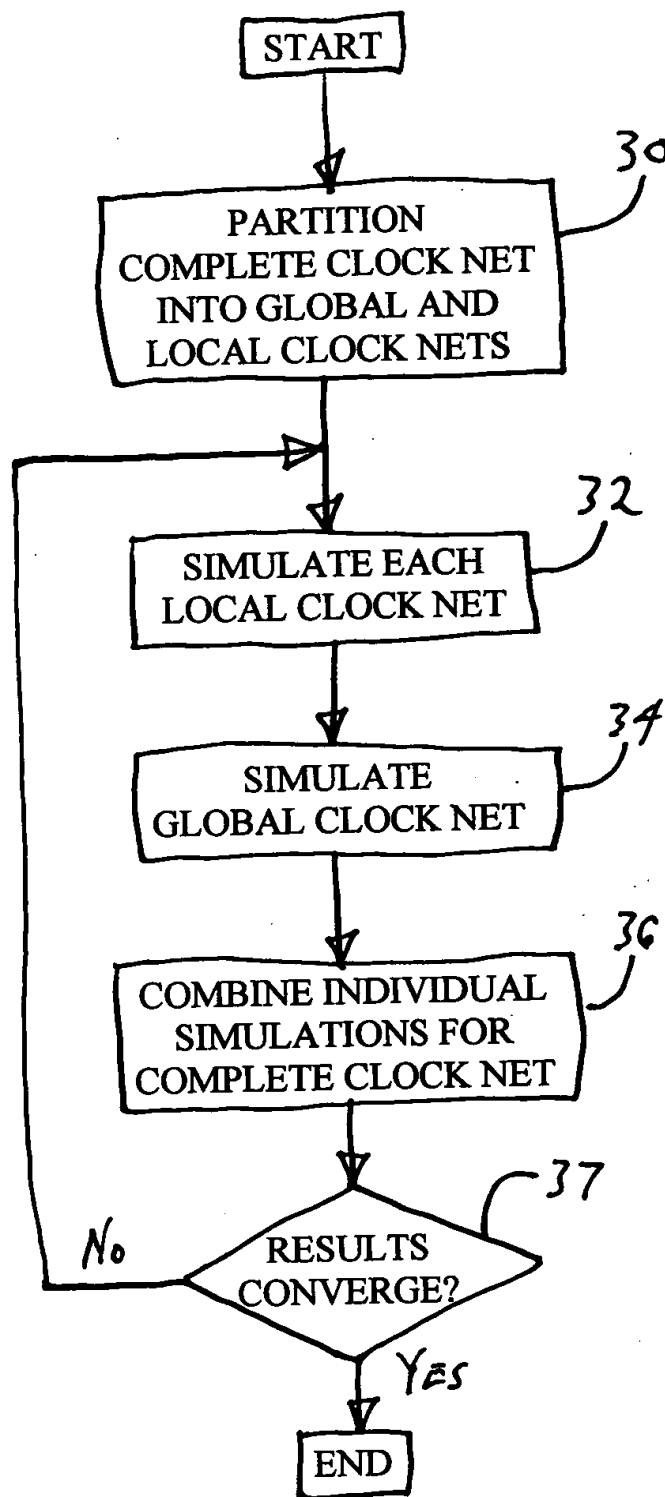 START
30
PARTITION
COMPLETE CLOCK NET
INTO GLOBAL AND
LOCAL CLOCK NETS
32
SIMULATE EACH
LOCAL CLOCK NET
34
SIMULATE
GLOBAL CLOCK NET
36
COMBINE INDIVIDUAL
SIMULATIONS FOR
COMPLETE CLOCK NET
37
RESULTS
CONVERGE?
No
YES
END